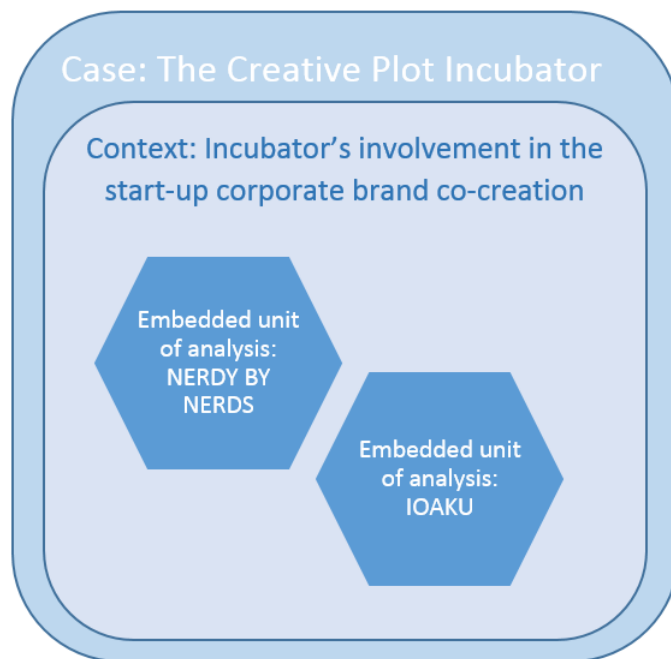 Case: The Creative Plot Incubator
Context: Incubator’s involvement in the
start-up corporate brand co-creation
Embedded unit
of analysis:
NERDY BY
NERDS
Embedded unit
of analysis:
IOAKU